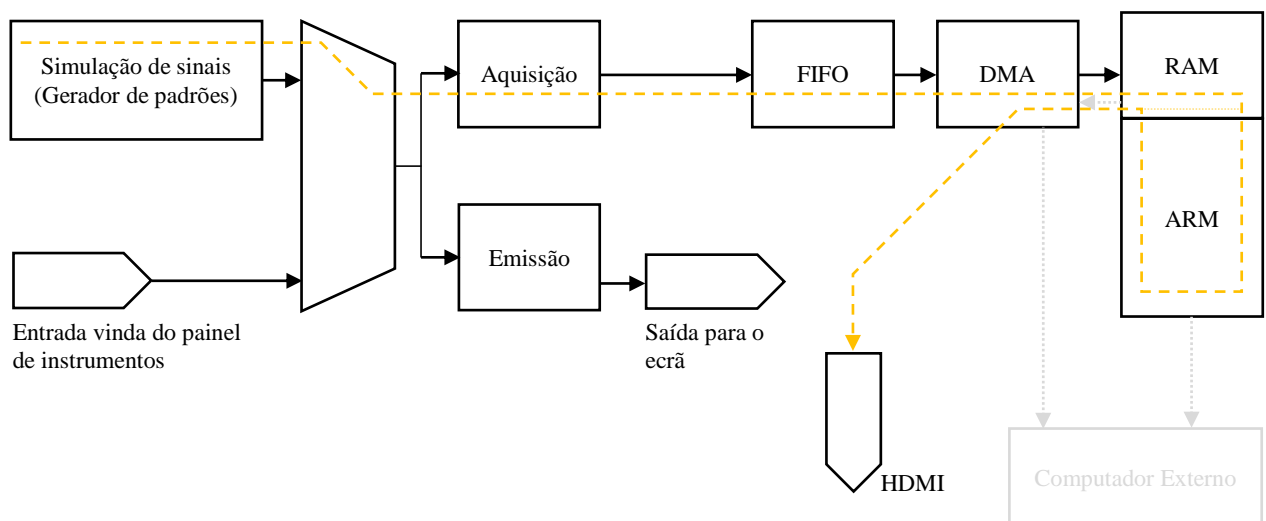 Simulação de sinais
(Gerador de padrões)
Aquisição
FIFO
DMA
RAM
ARM
Emissão
Entrada vinda do painel
de instrumentos
Saída para o
ecrã
HDMI
Computador Externo